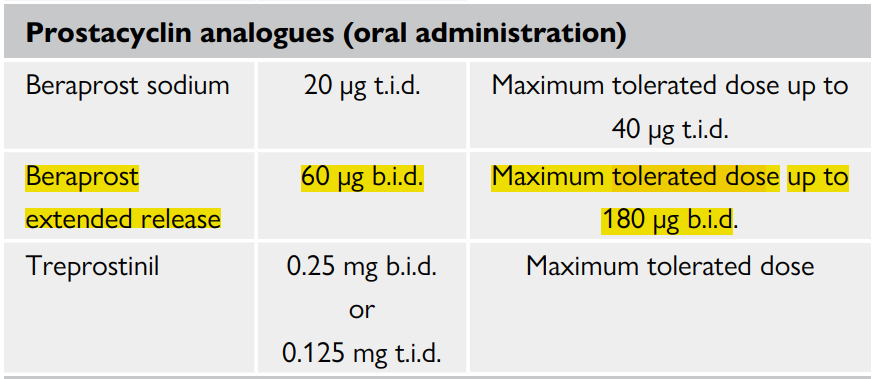 Prostacyclin analogues (oral administration)
Beraprost sodium 20 µg t.i.d. Maximum tolerated dose up to
40 µg t.i.d.
Beraprost 60 µg b.i.d. Maximum tolerated dose up to
extended release 180 µg b.i.d.
Treprostinil 0.25 mg b.i.d. Maximum tolerated dose
or
0.125 mg t.i.d.